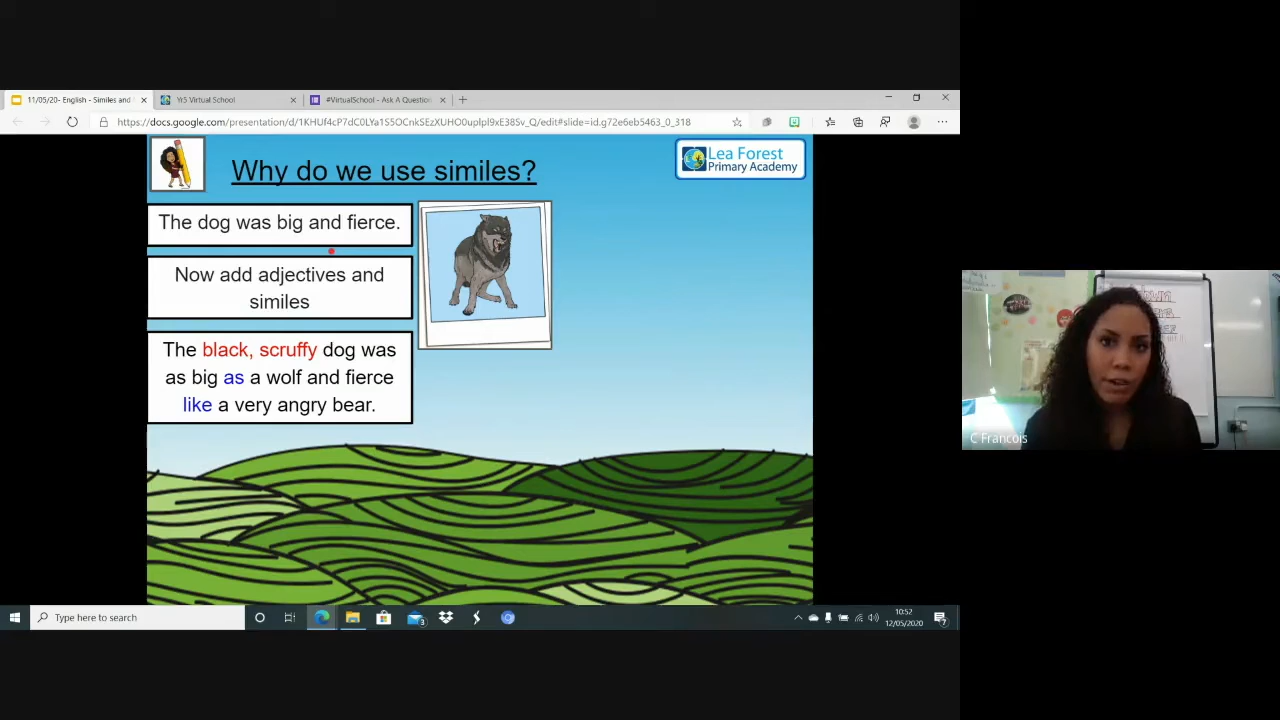 11/05/20- English - Similes and
Yr5 Virtual School
#VirtualSchool - Ask A Question
https://docs.google.com/presentation/d/1KHUf4cP7dC0LYa1S5OCnkSEzXUHO0uplpl9xE38Sv_Q/edit#slide=id.g72e6eb5463_0_318
Why do we use similes?
Lea Forest
Primary Academy
The dog was big and fierce.
Now add adjectives and
similes
The black, scruffy dog was
as big as a wolf and fierce
like a very angry bear.
C Francois
Type here to search
3
10:52
12/05/2020
7